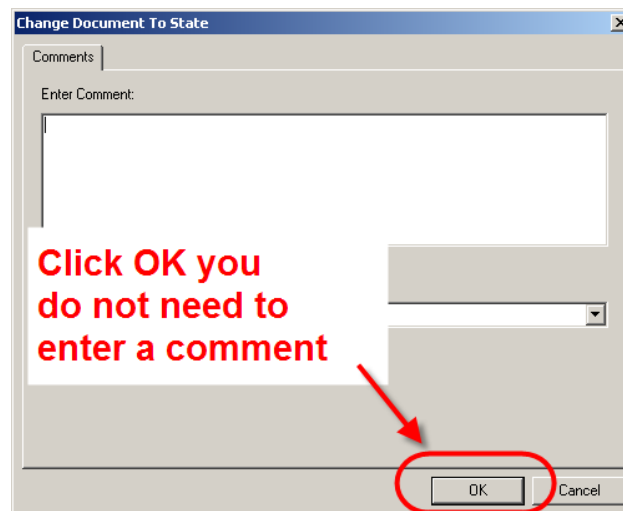 Change Document To State
Comments
Enter Comment:
Click OK you
do not need to
enter a comment
OK
Cancel